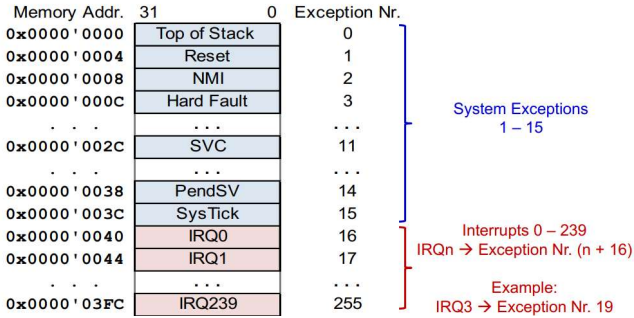 Memory Addr. 31 0 Exception Nr.
0x0000'0000 Top of Stack 0
0x0000'0004 Reset 1
0x0000'0008 NMI 2
0x0000'000C Hard Fault 3
. . . . . . . . .
0x0000'002C SVC 11
. . . . . . . . .
0x0000'0038 PendSV 14
0x0000'003C SysTick 15
0x0000'0040 IRQ0 16
0x0000'0044 IRQ1 17
. . . . . . . . .
0x0000'03FC IRQ239 255
System Exceptions
1 – 15
Interrupts 0 – 239
IRQn → Exception Nr. (n + 16)
Example:
IRQ3 → Exception Nr. 19